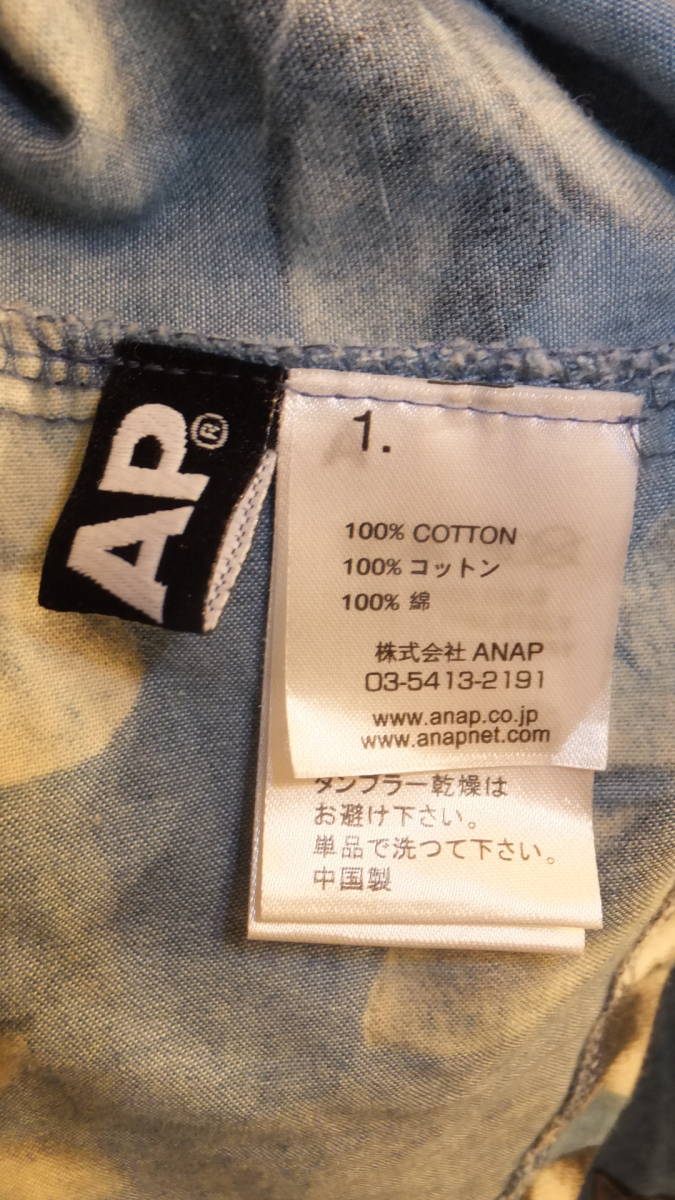 AP®
1.
100% COTTON
100% コットン
100% 綿
株式会社 ANAP
03-5413-2191
www.anap.co.jp
www.anapnet.com
タンブラー乾燥は
お避け下さい。
単品で洗つて下さい。
中国製